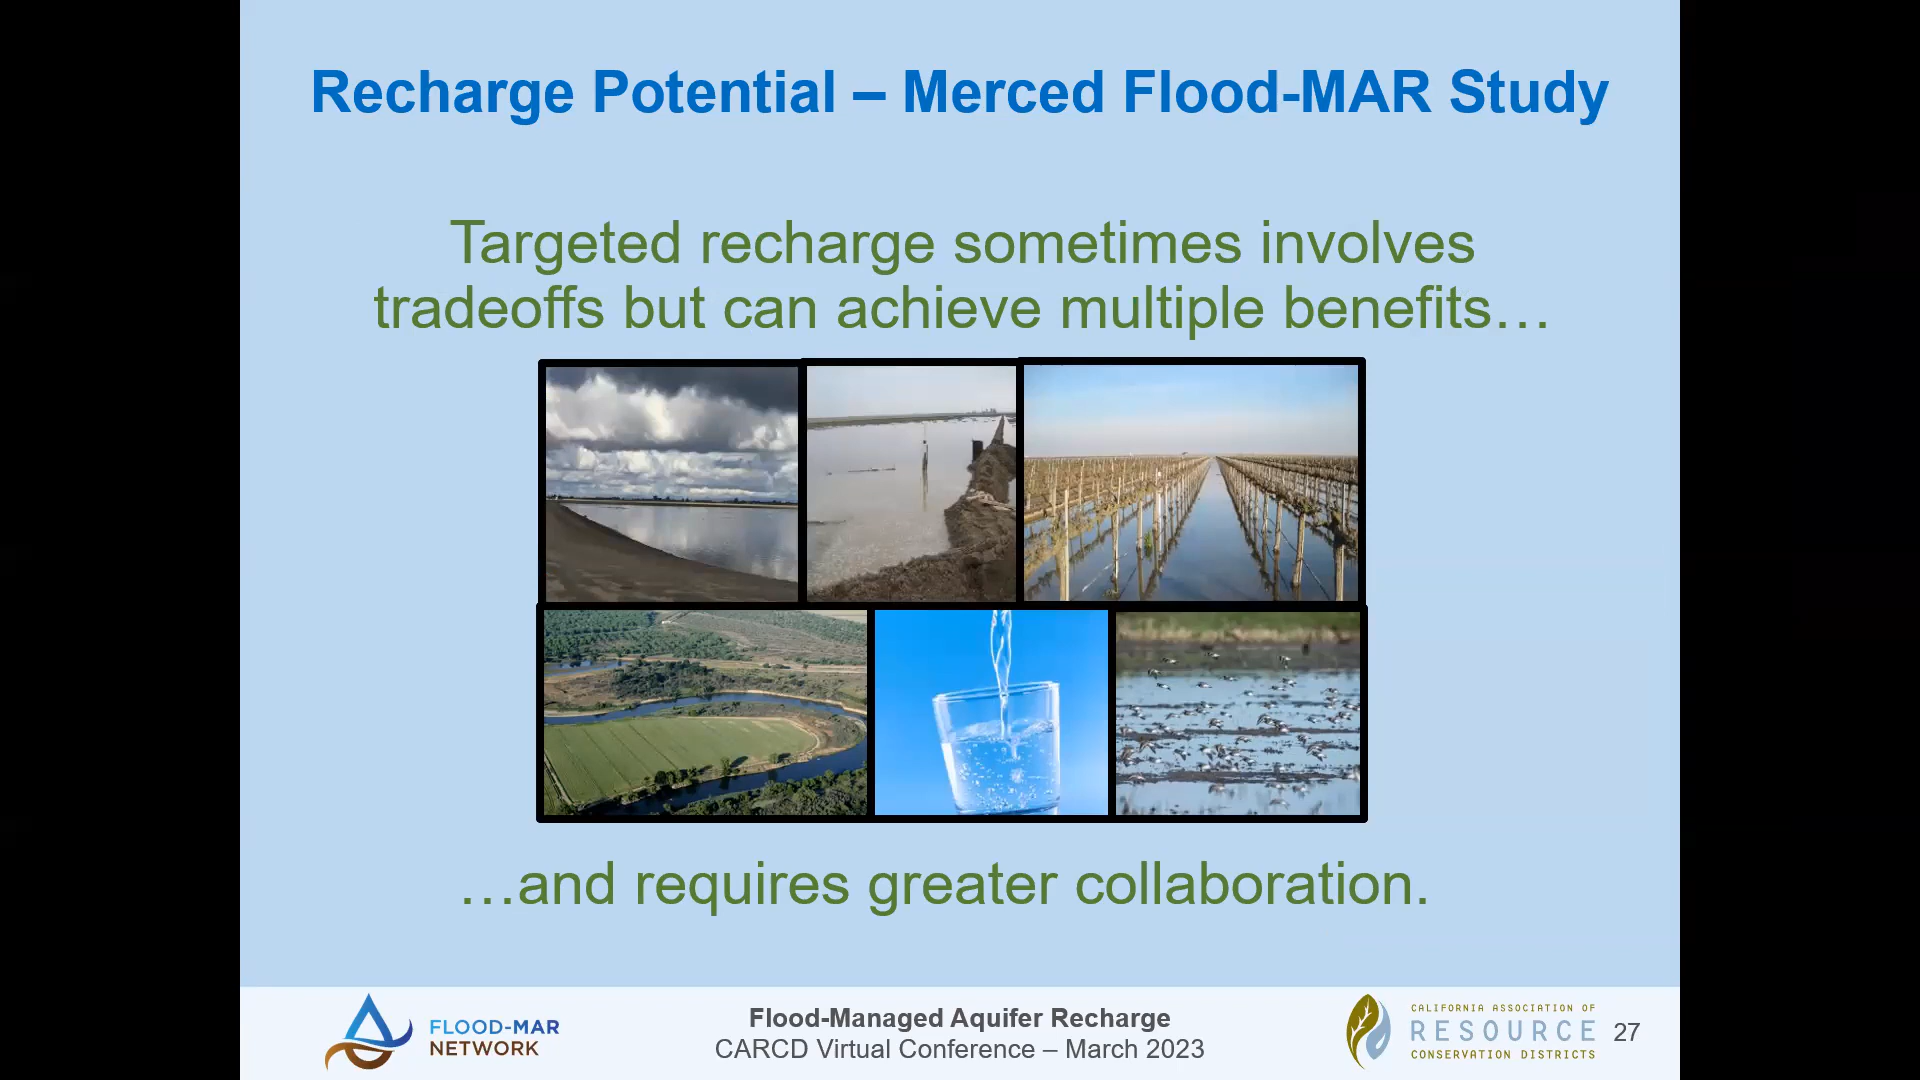 Recharge Potential – Merced Flood-MAR Study
Targeted recharge sometimes involves
tradeoffs but can achieve multiple benefits…
…and requires greater collaboration.
FLOOD-MAR
NETWORK
Flood-Managed Aquifer Recharge
CARCD Virtual Conference – March 2023
CALIFORNIA ASSOCIATION OF
RESOURCE
CONSERVATION DISTRICTS
27